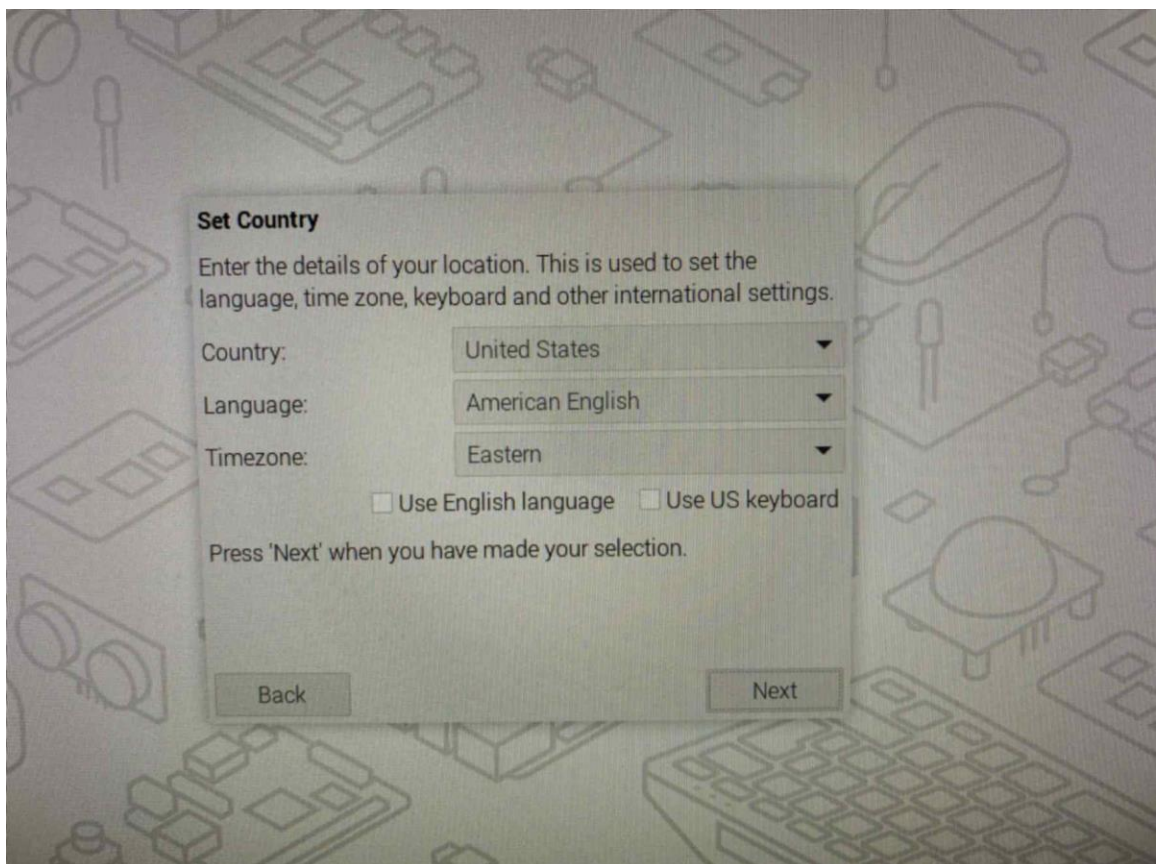 Set Country
Enter the details of your location. This is used to set the
language, time zone, keyboard and other international settings.
Country: United States
Language: American English
Timezone: Eastern
Use English language Use US keyboard
Press 'Next' when you have made your selection.
Back Next